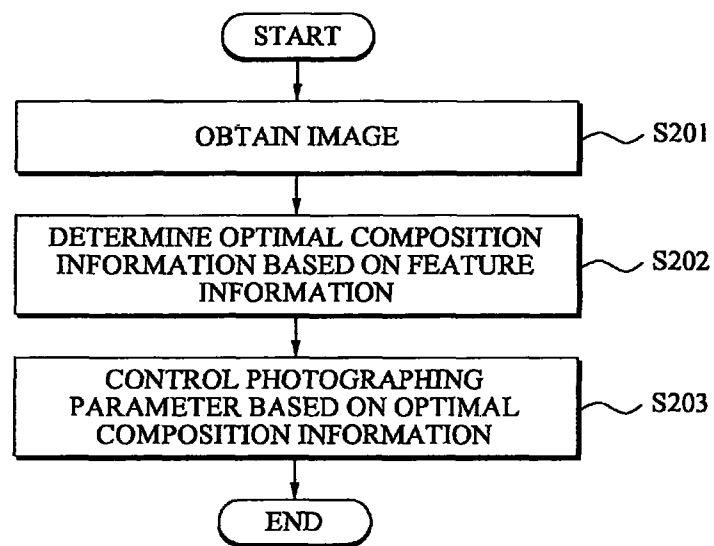 START
OBTAIN IMAGE
S201
DETERMINE OPTIMAL COMPOSITION
INFORMATION BASED ON FEATURE
INFORMATION
S202
CONTROL PHOTOGRAPHING
PARAMETER BASED ON OPTIMAL
COMPOSITION INFORMATION
S203
END